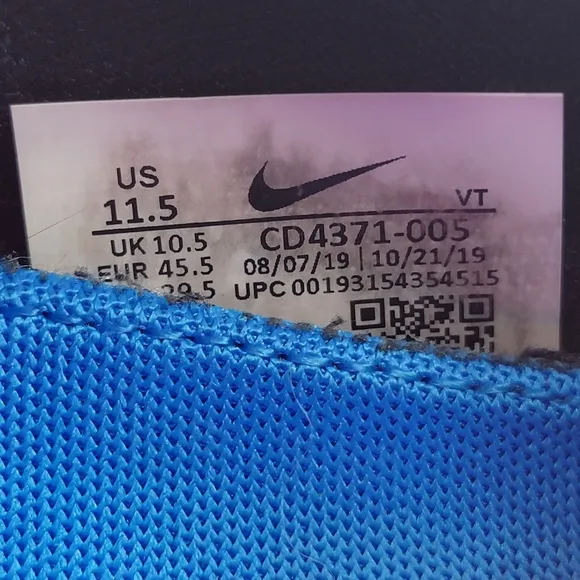 US
11.5
VT
UK 10.5
CD4371-005
EUR 45.5
08/07/19 | 10/21/19
29.5
UPC 00193154354515